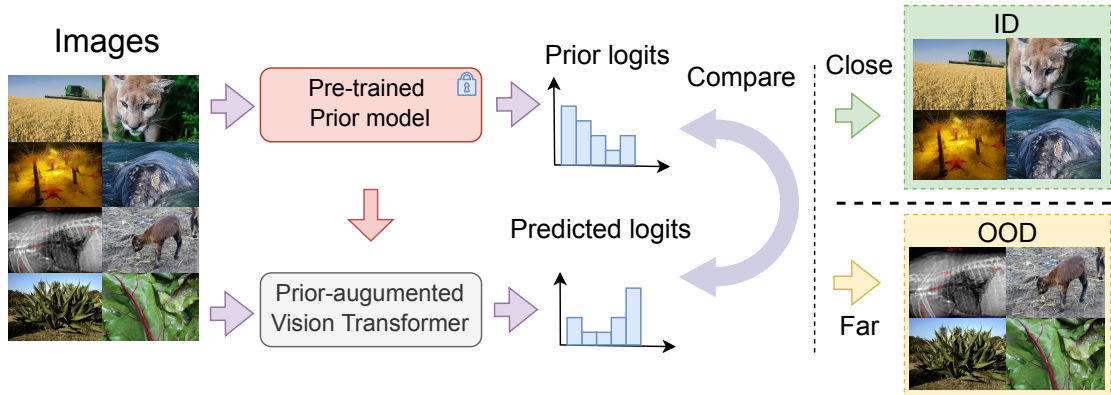 Images
Pre-trained
Prior model
Prior logits
Compare
Close
ID
Prior-augumented
Vision Transformer
Predicted logits
Far
OOD